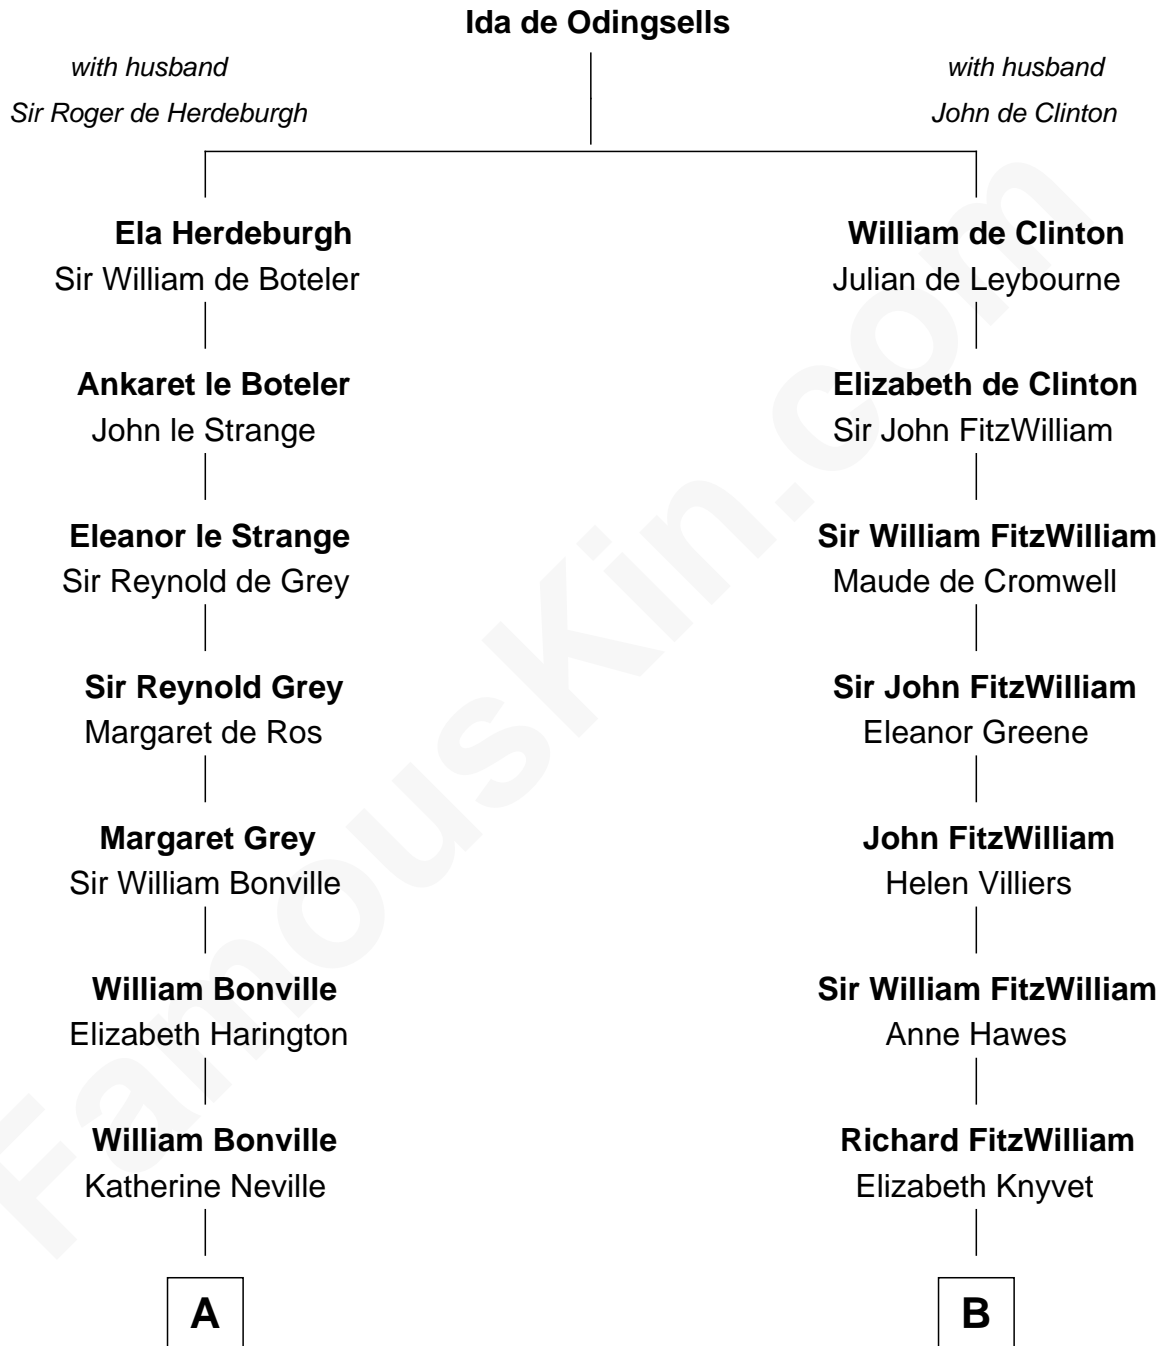 Ida de Odingsells
with husband
Sir Roger de Herdeburgh
with husband
John de Clinton
Ela Herdeburgh
Sir William de Boteler
William de Clinton
Julian de Leybourne
Ankaret le Boteler
John le Strange
Elizabeth de Clinton
Sir John FitzWilliam
Eleanor le Strange
Sir Reynold de Grey
Sir William FitzWilliam
Maude de Cromwell
Sir Reynold Grey
Margaret de Ros
Sir John FitzWilliam
Eleanor Greene
Margaret Grey
Sir William Bonville
John FitzWilliam
Helen Villiers
William Bonville
Elizabeth Harington
Sir William FitzWilliam
Anne Hawes
William Bonville
Katherine Neville
Richard FitzWilliam
Elizabeth Knyvet
A
B
FamousKin.com